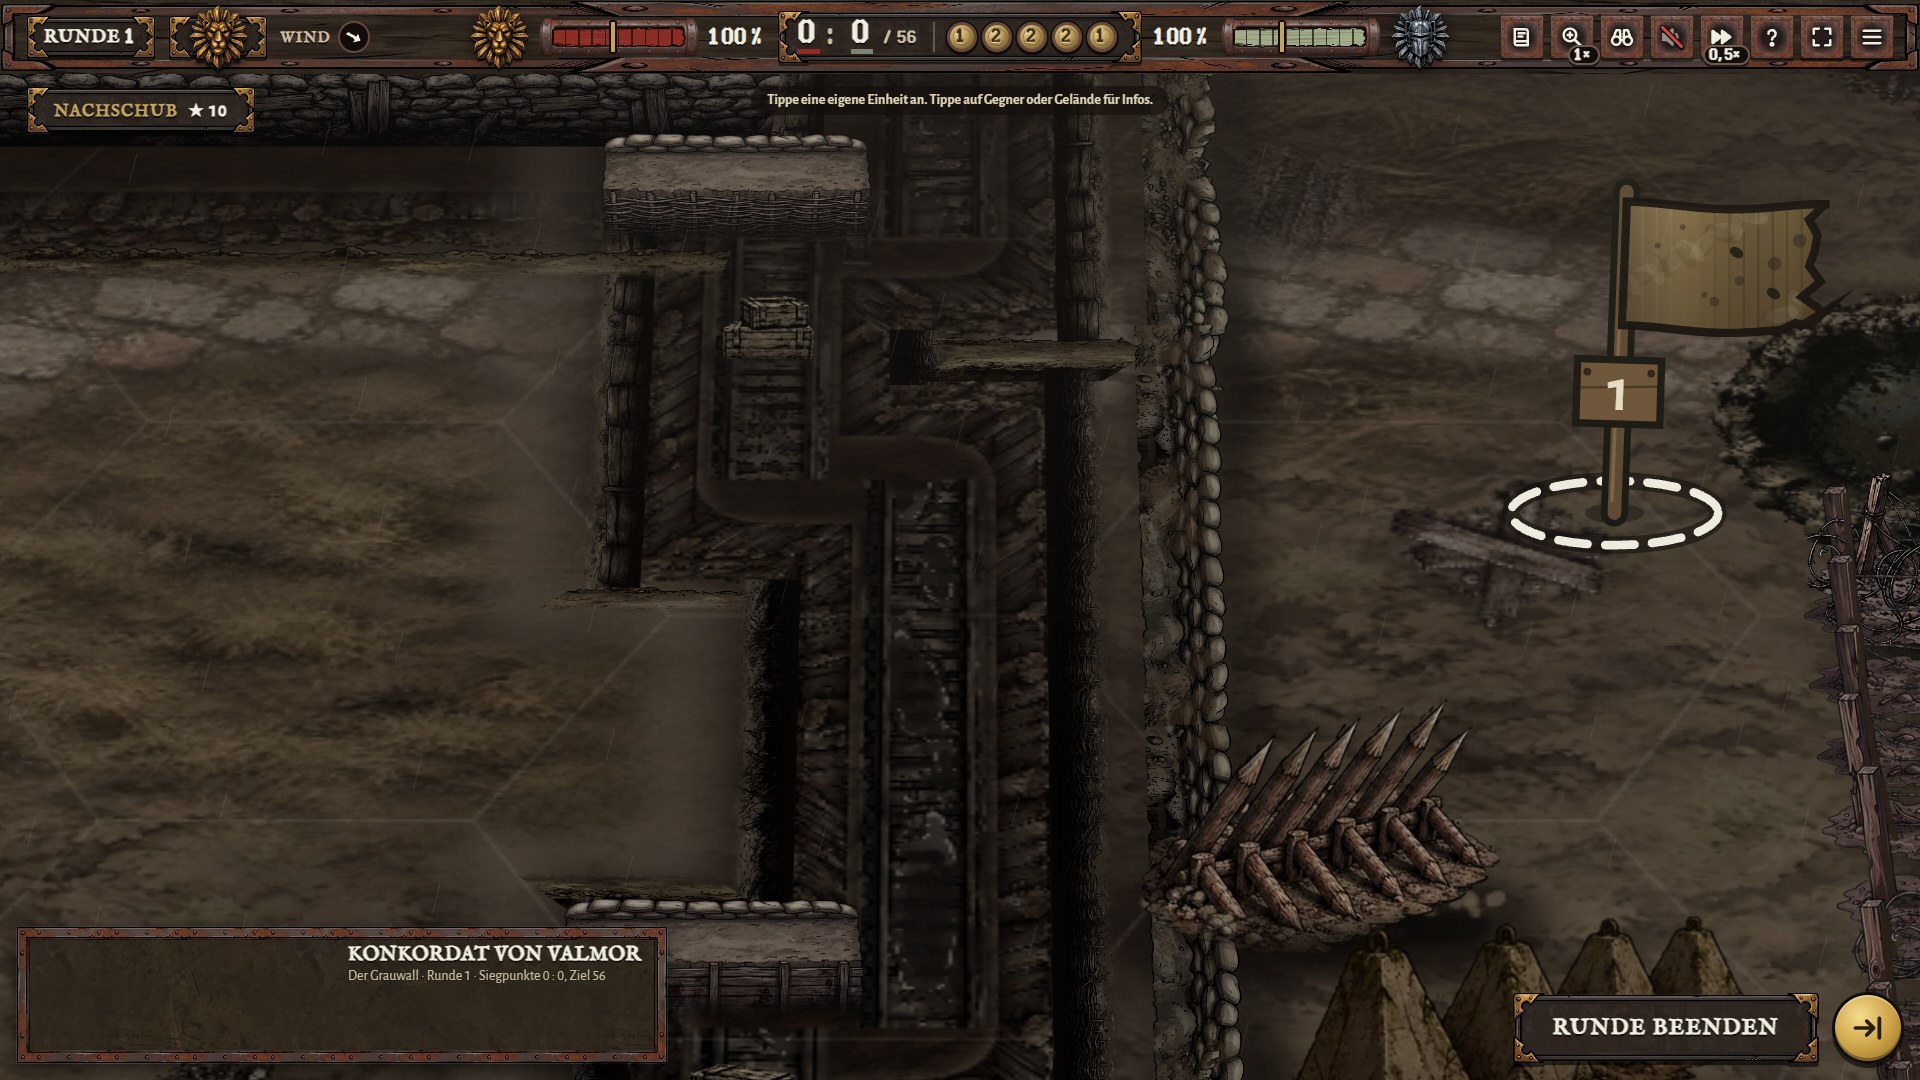 RUNDE 1
WIND
100%
0 : 0 / 56
1 2 2 2 1
100%
1x
0,5x
?
NACHSCHUB ★ 10
Tippe eine eigene Einheit an. Tippe auf Gegner oder Gelände für Infos.
1
KONKORDAT VON VALMOR
Der Grauwall · Runde 1 · Siegpunkte 0 : 0, Ziel 56
RUNDE BEENDEN